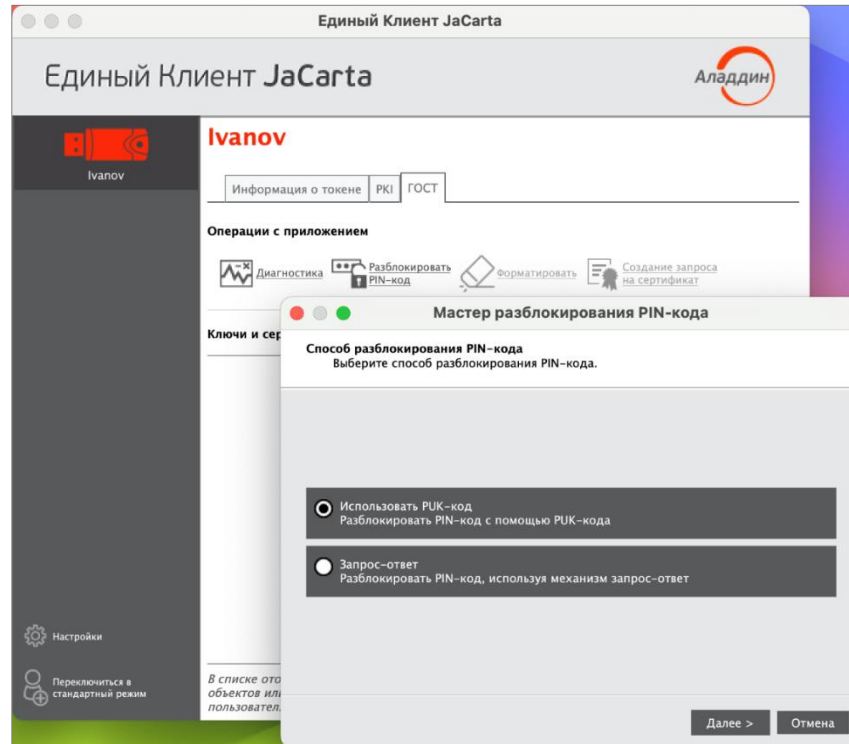 Единый Клиент JaCarta
Единый Клиент JaCarta
Аладдин
Ivanov
Ivanov
Информация о токене PKI ГОСТ
Операции с приложением
Диагностика
Разблокировать
PIN-код
Форматировать
Создание запроса
на сертификат
Ключи и сер
Мастер разблокирования PIN-кода
Способ разблокирования PIN-кода
Выберите способ разблокирования PIN-кода.
Использовать PUK-код
Разблокировать PIN-код с помощью PUK-кода
Запрос-ответ
Разблокировать PIN-код, используя механизм запрос-ответ
Настройки
Переключиться в
стандартный режим
В списке ото
объектов или
пользовател
Далее > Отмена